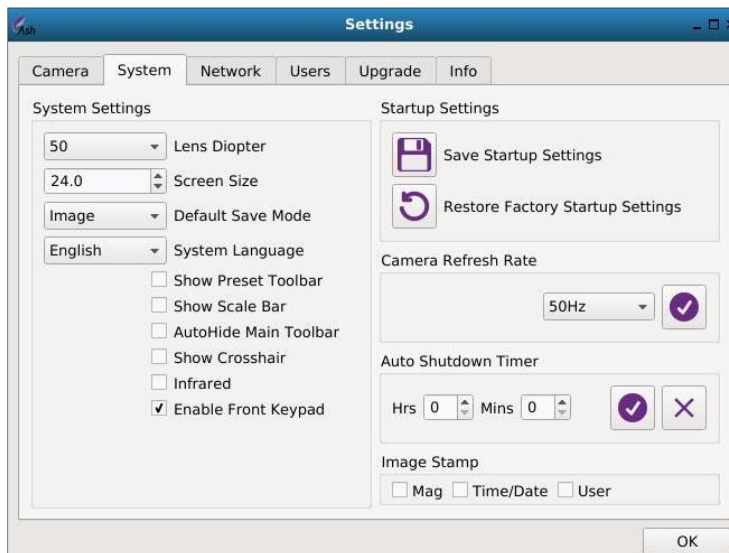 Ash
Settings
Camera System Network Users Upgrade Info
System Settings
50 Lens Diopter
24.0 Screen Size
Image Default Save Mode
English System Language
Show Preset Toolbar
Show Scale Bar
AutoHide Main Toolbar
Show Crosshair
Infrared
Enable Front Keypad
Startup Settings
Save Startup Settings
Restore Factory Startup Settings
Camera Refresh Rate
50Hz
Auto Shutdown Timer
Hrs 0 Mins 0
Image Stamp
Mag Time/Date User
OK